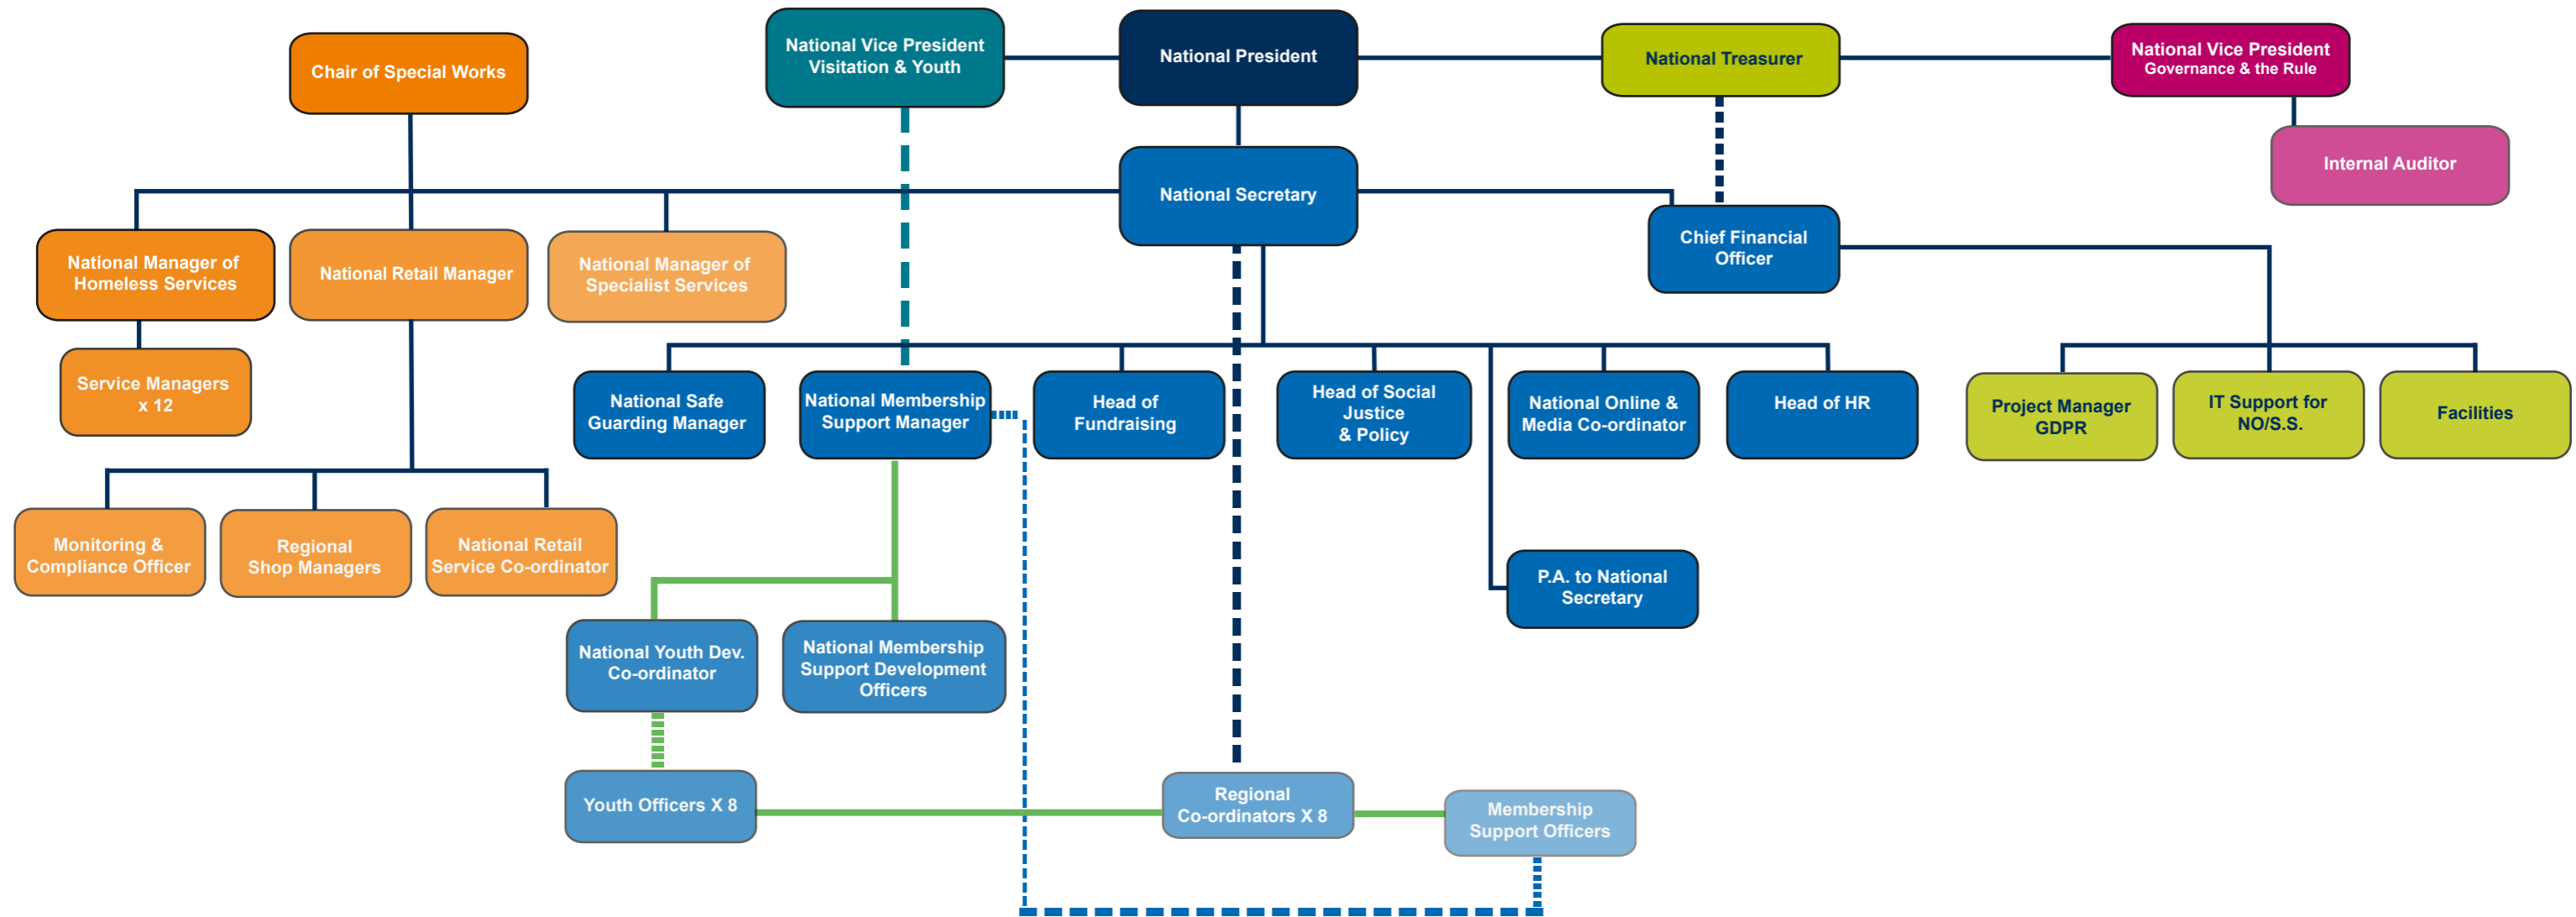 Chair of Special Works
National Vice President
Visitation & Youth
National President
National Treasurer
National Vice President
Governance & the Rule
Internal Auditor
National Secretary
National Manager of
Homeless Services
National Retail Manager
National Manager of
Specialist Services
Chief Financial
Officer
Service Managers
x 12
National Safe
Guarding Manager
National Membership
Support Manager
Head of
Fundraising
Head of Social
Justice
& Policy
National Online &
Media Co-ordinator
Head of HR
Project Manager
GDPR
IT Support for
NO/S.S.
Facilities
Monitoring &
Compliance Officer
Regional
Shop Managers
National Retail
Service Co-ordinator
P.A. to National
Secretary
National Youth Dev.
Co-ordinator
National Membership
Support Development
Officers
Youth Officers X 8
Regional
Co-ordinators X 8
Membership
Support Officers